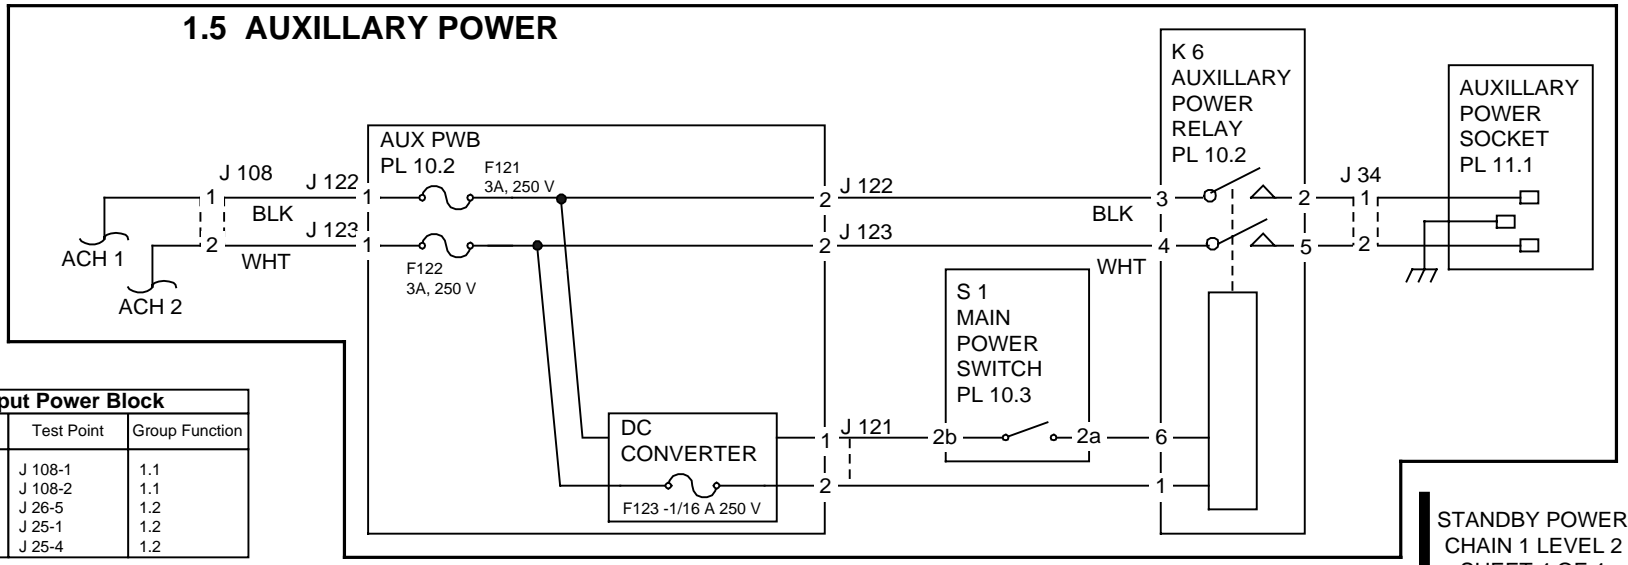 1.5 AUXILLARY POWER
K 6
AUXILLARY
POWER
RELAY
PL 10.2
AUXILLARY
POWER
SOCKET
PL 11.1
AUX PWB
PL 10.2
F121
3A, 250 V
J 108
J 122
1
1
BLK
2
J 122
BLK
3
2
J 34
1
J 123
2
WHT
1
F122
3A, 250 V
2
J 123
WHT
4
5
2
ACH 1
ACH 2
S 1
MAIN
POWER
SWITCH
PL 10.3
DC
CONVERTER
F123 -1/16 A 250 V
1
J 121
2b
2a
6
2
1
put Power Block
Test Point
Group Function
J 108-1
1.1
J 108-2
1.1
J 26-5
1.2
J 25-1
1.2
J 25-4
1.2
STANDBY POWER
CHAIN 1 LEVEL 2